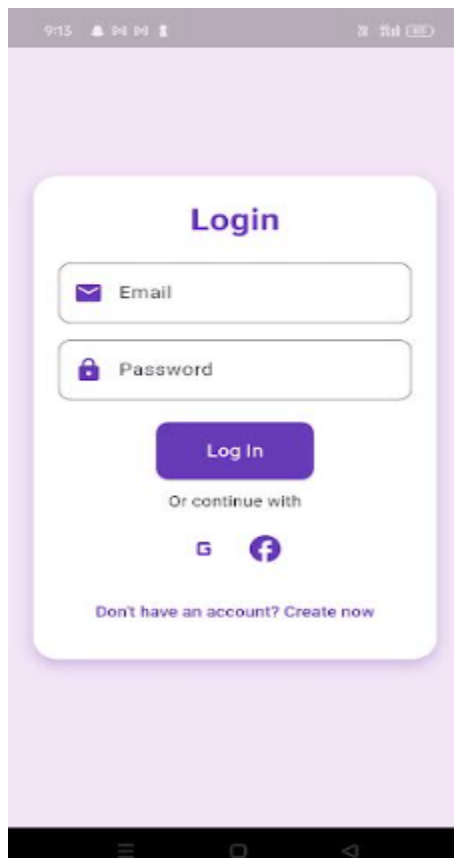 9:13
Login
Email
Password
Log In
Or continue with
G
Don't have an account? Create now